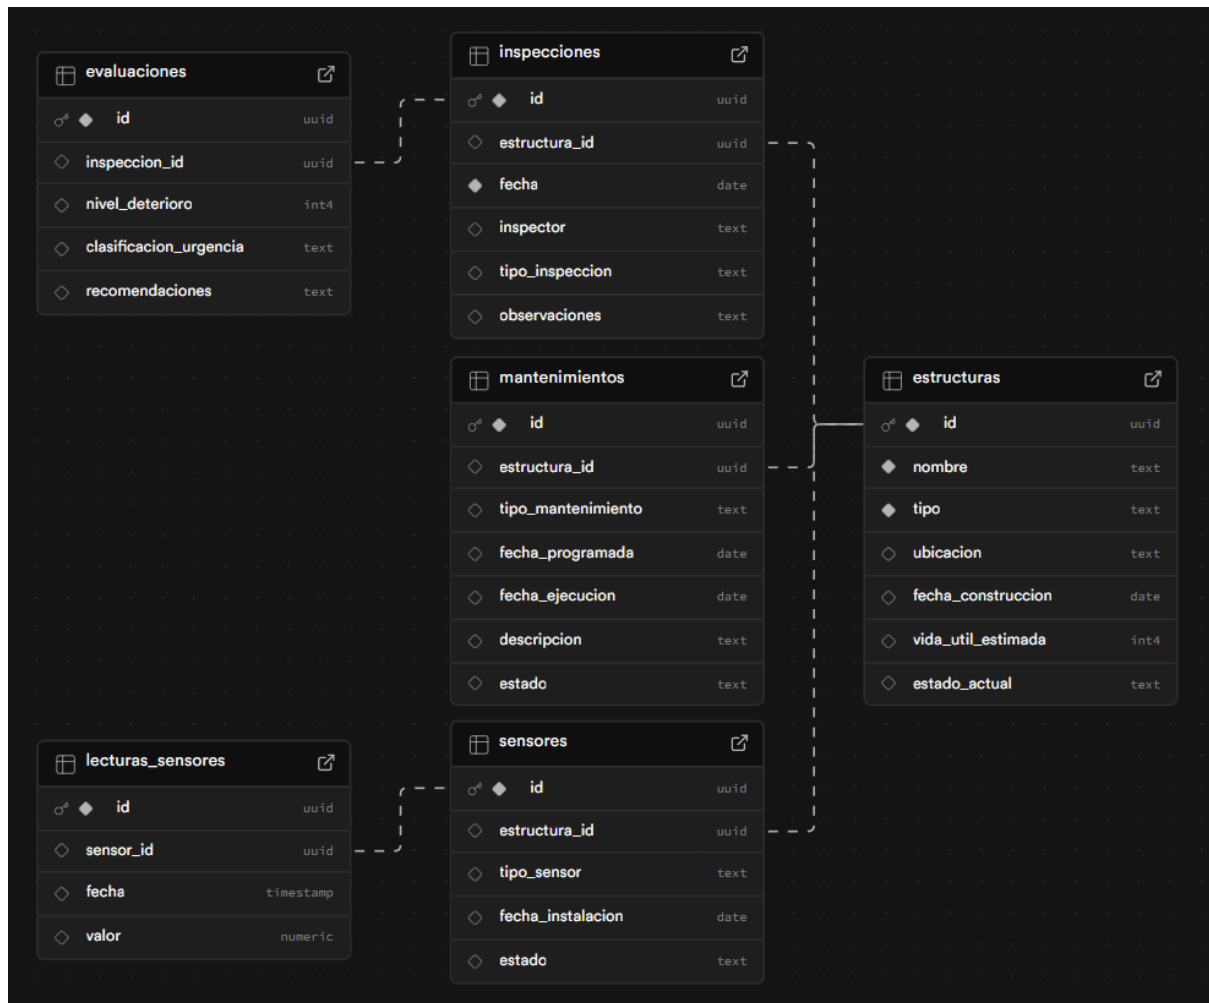 evaluaciones
id uuid
inspeccion_id uuid
nivel_deterioro int4
clasificacion_urgencia text
recomendaciones text
inspecciones
id uuid
estructura_id uuid
fecha date
inspector text
tipo_inspeccion text
observaciones text
mantenimientos
id uuid
estructura_id uuid
tipo_mantenimiento text
fecha_programada date
fecha_ejecucion date
descripcion text
estado text
estructuras
id uuid
nombre text
tipo text
ubicacion text
fecha_construccion date
vida_util_estimada int4
estado_actual text
lecturas_sensores
id uuid
sensor_id uuid
fecha timestamp
valor numeric
sensores
id uuid
estructura_id uuid
tipo_sensor text
fecha_instalacion date
estado text